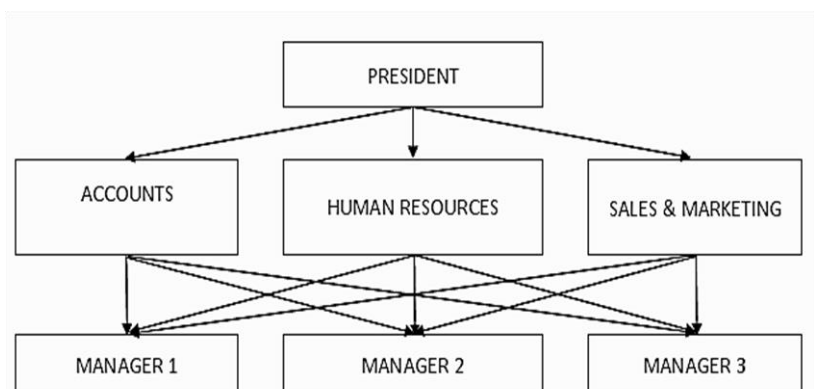 PRESIDENT
ACCOUNTS
HUMAN RESOURCES
SALES & MARKETING
MANAGER 1
MANAGER 2
MANAGER 3